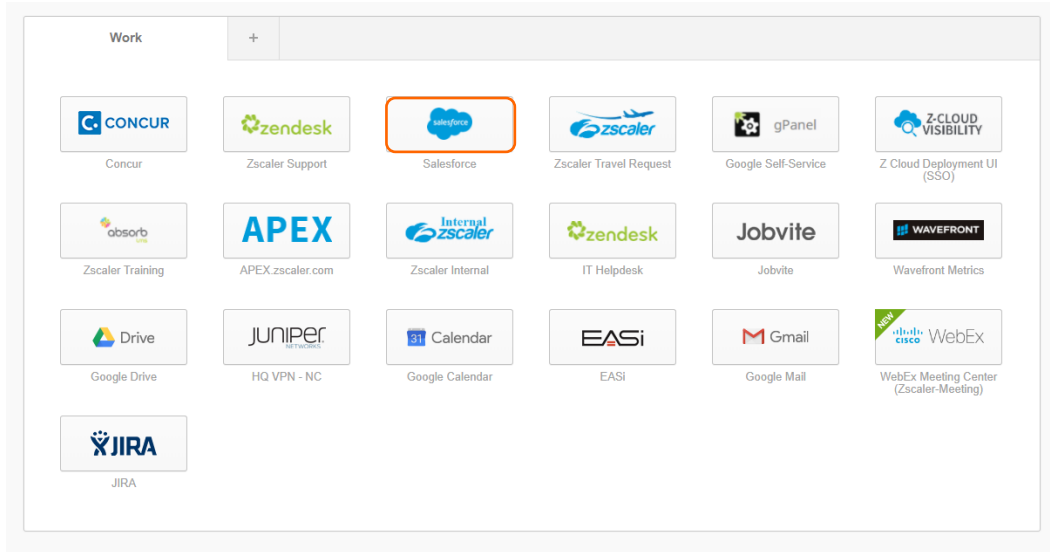 Work +
CONCUR
Concur
zendesk
Zscaler Support
salesforce
Salesforce
zscaler
Zscaler Travel Request
gPanel
Google Self-Service
Z-CLOUD
VISIBILITY
Z Cloud Deployment UI
(SSO)
absorb
LMS
Zscaler Training
APEX
APEX.zscaler.com
Internal
zscaler
Zscaler Internal
zendesk
IT Helpdesk
Jobvite
Jobvite
WAVEFRONT
Wavefront Metrics
Drive
Google Drive
JUNIPER
NETWORKS
HQ VPN - NC
31 Calendar
Google Calendar
EASi
EASi
Gmail
Google Mail
NEW
CISCO WebEx
WebEx Meeting Center
(Zscaler-Meeting)
JIRA
JIRA